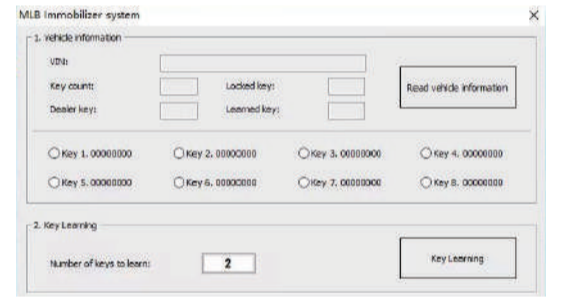 MLB Immobilizer system
1. Vehicle information
VIN:
Key count: Locked key:
Read vehicle information
Dealer key: Learned key:
Key 1. 00000000 Key 2. 00000000 Key 3. 00000000 Key 4. 00000000
Key 5. 00000000 Key 6. 00000000 Key 7. 00000000 Key 8. 00000000
2. Key Learning
Number of keys to learn: 2 Key Learning